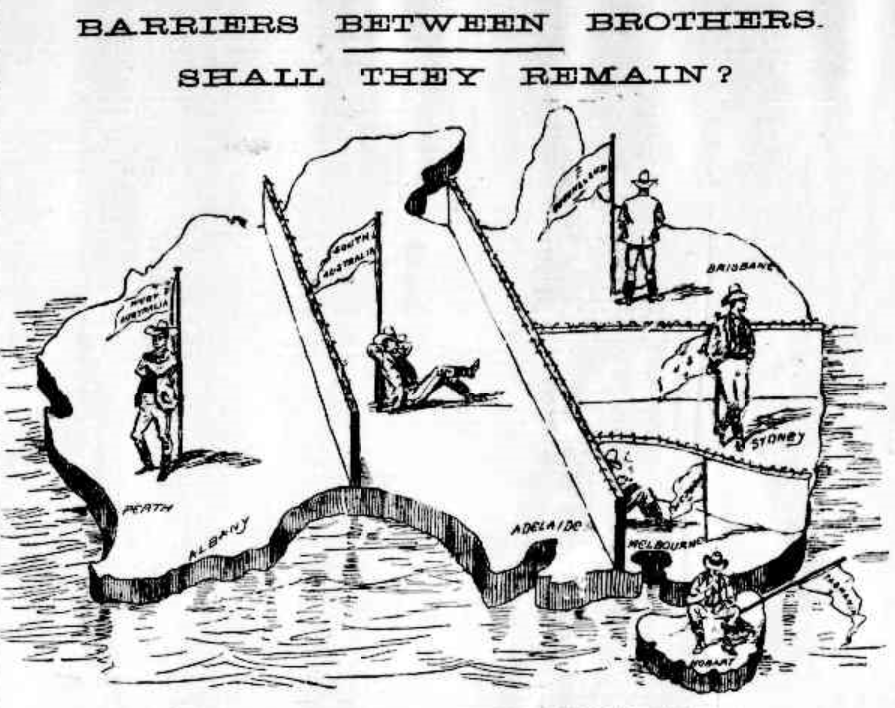 BARRIERS BETWEEN BROTHERS.
SHALL THEY REMAIN?
QUEENSLAND
SOUTH
AUSTRALIA
WEST
AUSTRALIA
BRISBANE
SYDNEY
PERTH
ALBANY
ADELAIDE
MELBOURNE
HOBART